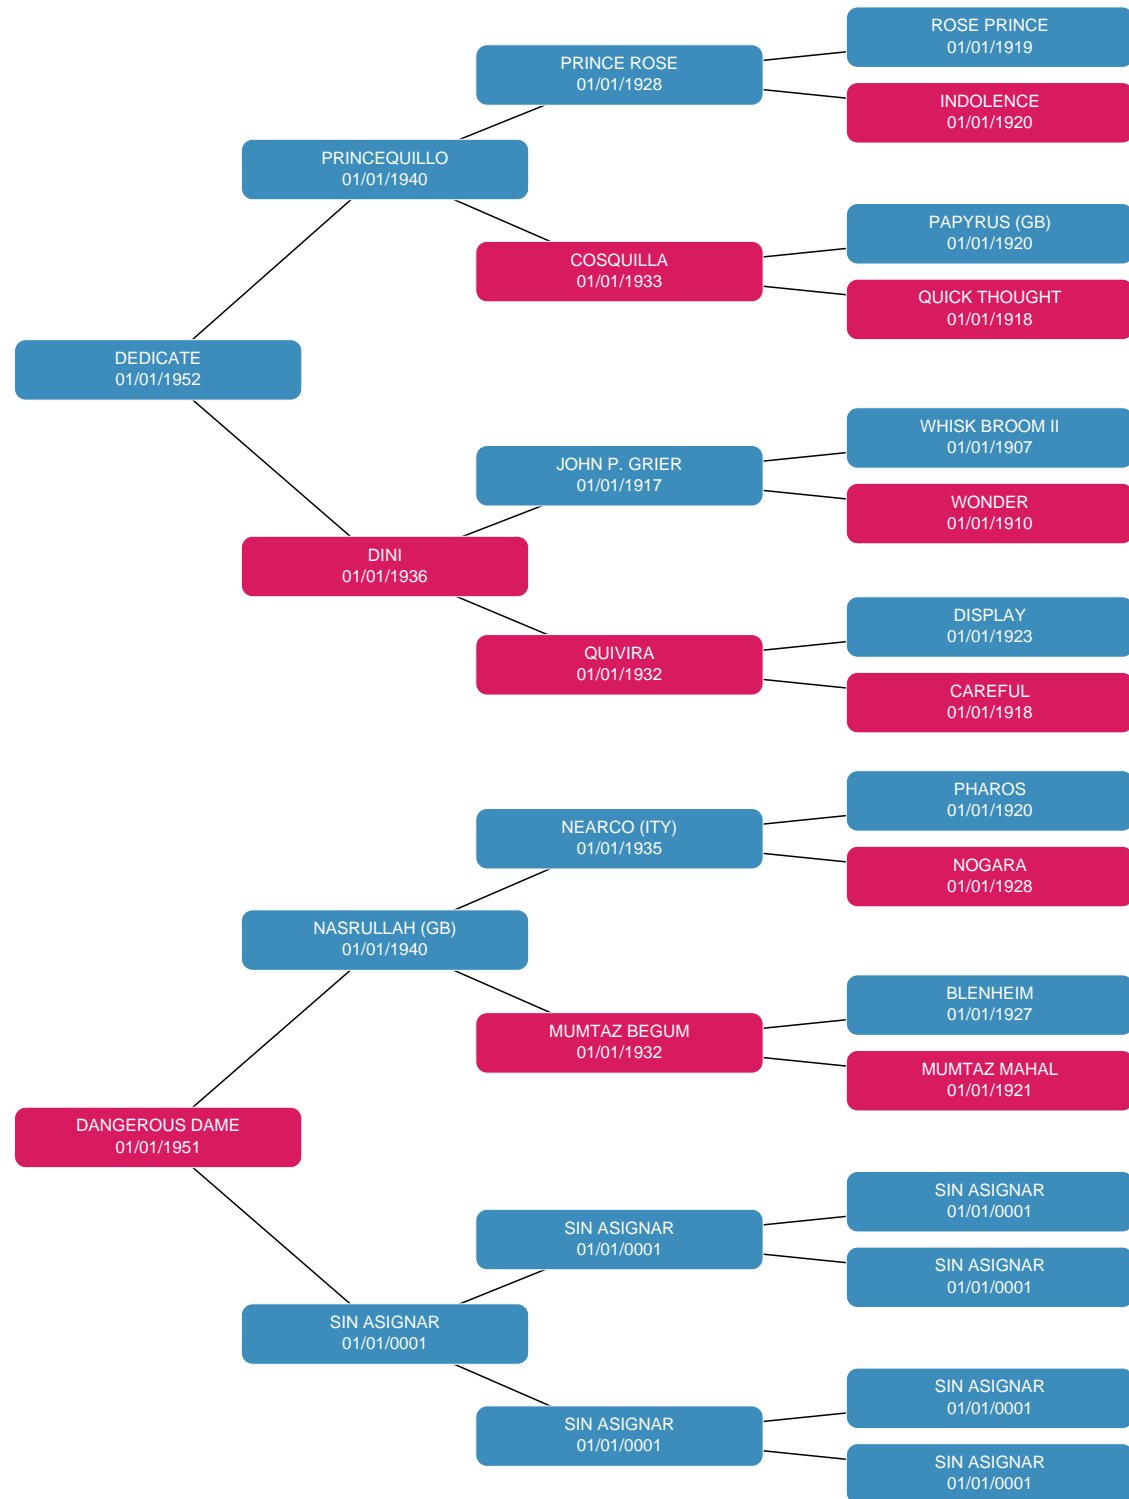 ROSE PRINCE
01/01/1919
PRINCE ROSE
01/01/1928
INDOLENCE
01/01/1920
PRINCEQUILLO
01/01/1940
PAPYRUS (GB)
01/01/1920
COSQUILLA
01/01/1933
QUICK THOUGHT
01/01/1918
DEDICATE
01/01/1952
WHISK BROOM II
01/01/1907
JOHN P. GRIER
01/01/1917
WONDER
01/01/1910
DINI
01/01/1936
DISPLAY
01/01/1923
QUIVIRA
01/01/1932
CAREFUL
01/01/1918
PHAROS
01/01/1920
NEARCO (ITY)
01/01/1935
NOGARA
01/01/1928
NASRULLAH (GB)
01/01/1940
BLENHEIM
01/01/1927
MUMTAZ BEGUM
01/01/1932
MUMTAZ MAHAL
01/01/1921
DANGEROUS DAME
01/01/1951
SIN ASIGNAR
01/01/0001
SIN ASIGNAR
01/01/0001
SIN ASIGNAR
01/01/0001
SIN ASIGNAR
01/01/0001
SIN ASIGNAR
01/01/0001
SIN ASIGNAR
01/01/0001
SIN ASIGNAR
01/01/0001